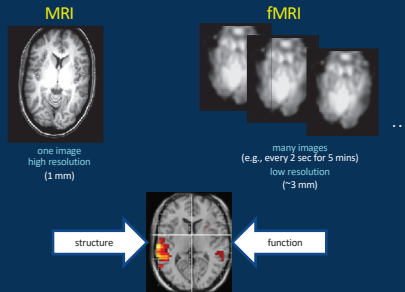 MRI
one image
high resolution
(1 mm)
fMRI
...
many images
(e.g., every 2 sec for 5 mins)
low resolution
(~3 mm)
structure
function